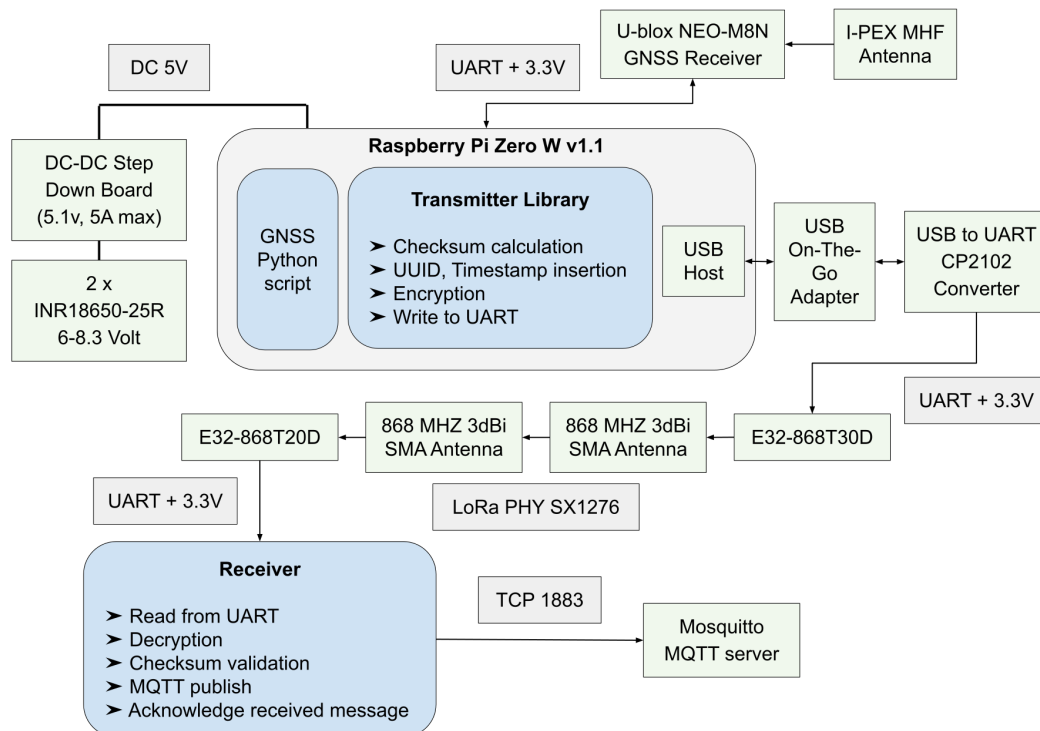 U-blox NEO-M8N
GNSS Receiver
I-PEX MHF
Antenna
DC 5V
UART + 3.3V
Raspberry Pi Zero W v1.1
DC-DC Step
Down Board
(5.1v, 5A max)
2 x
INR18650-25R
6-8.3 Volt
GNSS
Python
script
Transmitter Library
➤ Checksum calculation
➤ UUID, Timestamp insertion
➤ Encryption
➤ Write to UART
USB
Host
USB
On-The-
Go
Adapter
USB to UART
CP2102
Converter
UART + 3.3V
E32-868T20D
868 MHZ 3dBi
SMA Antenna
868 MHZ 3dBi
SMA Antenna
E32-868T30D
UART + 3.3V
LoRa PHY SX1276
Receiver
➤ Read from UART
➤ Decryption
➤ Checksum validation
➤ MQTT publish
➤ Acknowledge received message
TCP 1883
Mosquitto
MQTT server